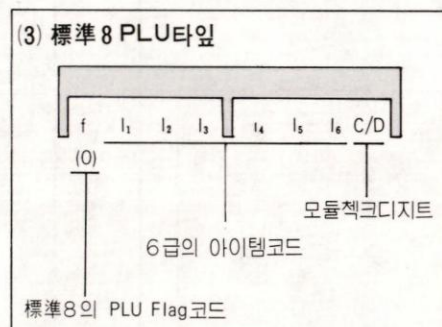 (3) 標準 8 PLU타잎
f I₁ I₂ I₃ I₄ I₅ I₆ C/D
(0)
모듈첵크디지트
6급의 아이템코드
標準8의 PLU Flag코드